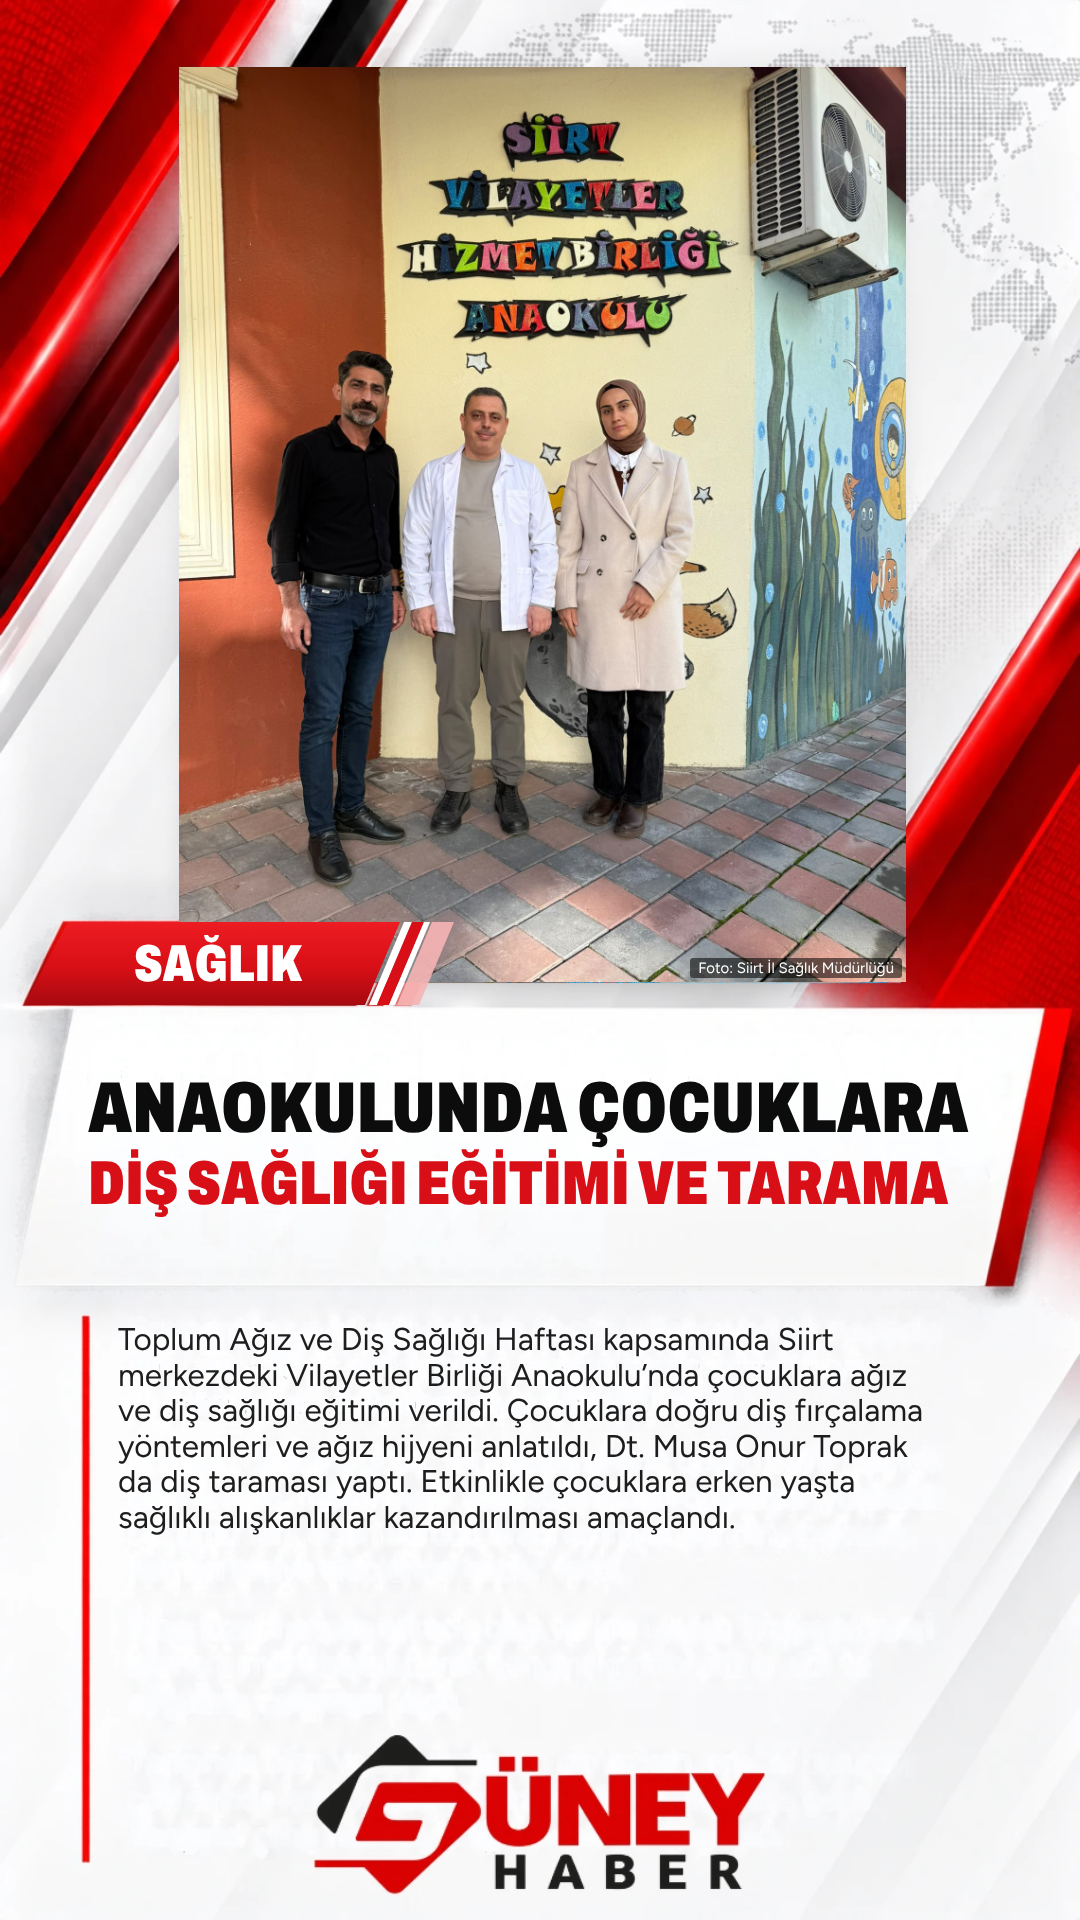 SİİRT
VİLAYETLER
HİZMET BİRLİĞİ
ANAOKULU
Foto: Siirt İl Sağlık Müdürlüğü
SAĞLIK
ANAOKULUNDA ÇOCUKLARA
DİŞ SAĞLIĞI EĞİTİMİ VE TARAMA
Toplum Ağız ve Diş Sağlığı Haftası kapsamında Siirt
merkezdeki Vilayetler Birliği Anaokulu’nda çocuklara ağız
ve diş sağlığı eğitimi verildi. Çocuklara doğru diş fırçalama
yöntemleri ve ağız hijyeni anlatıldı, Dt. Musa Onur Toprak
da diş taraması yaptı. Etkinlikle çocuklara erken yaşta
sağlıklı alışkanlıklar kazandırılması amaçlandı.
GÜNEY
HABER